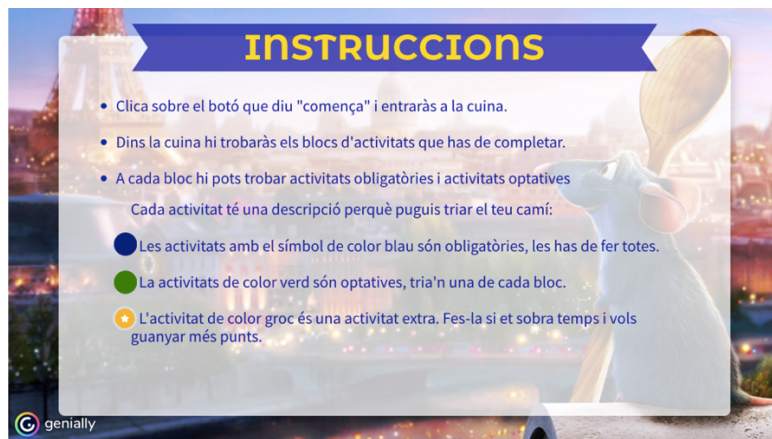 INSTRUCCIONS
Clica sobre el botó que diu "comença" i entraràs a la cuina.
Dins la cuina hi trobaràs els blocs d'activitats que has de completar.
A cada bloc hi pots trobar activitats obligatòries i activitats optatives
Cada activitat té una descripció perquè puguis triar el teu camí:
Les activitats amb el símbol de color blau són obligatòries, les has de fer totes.
La activitats de color verd són optatives, tria'n una de cada bloc.
L'activitat de color groc és una activitat extra. Fes-la si et sobra temps i vols
guanyar més punts.
genially